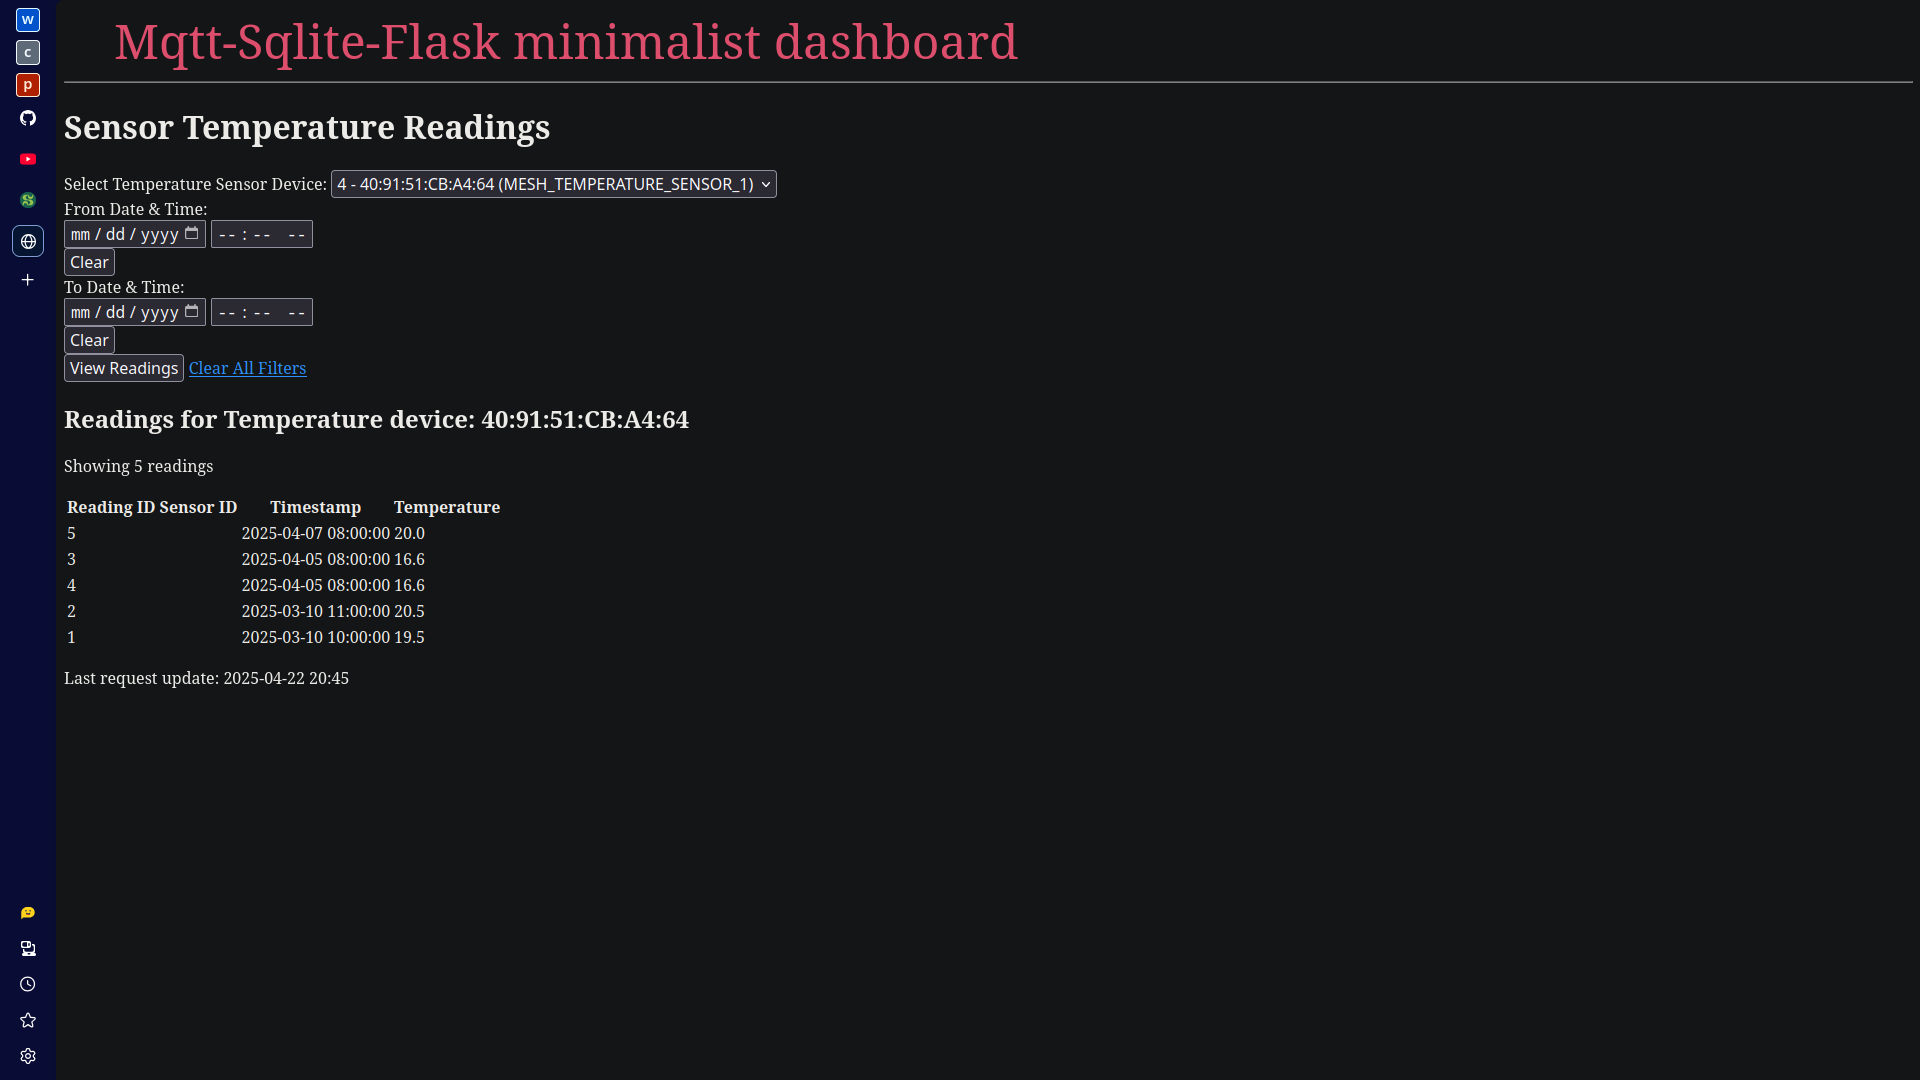 w
c
p
Mqtt-Sqlite-Flask minimalist dashboard
Sensor Temperature Readings
Select Temperature Sensor Device: 4 - 40:91:51:CB:A4:64 (MESH_TEMPERATURE_SENSOR_1)
From Date & Time:
mm / dd / yyyy -- : -- --
Clear
To Date & Time:
mm / dd / yyyy -- : -- --
Clear
View Readings Clear All Filters
Readings for Temperature device: 40:91:51:CB:A4:64
Showing 5 readings
Reading ID Sensor ID Timestamp Temperature
5 2025-04-07 08:00:00 20.0
3 2025-04-05 08:00:00 16.6
4 2025-04-05 08:00:00 16.6
2 2025-03-10 11:00:00 20.5
1 2025-03-10 10:00:00 19.5
Last request update: 2025-04-22 20:45